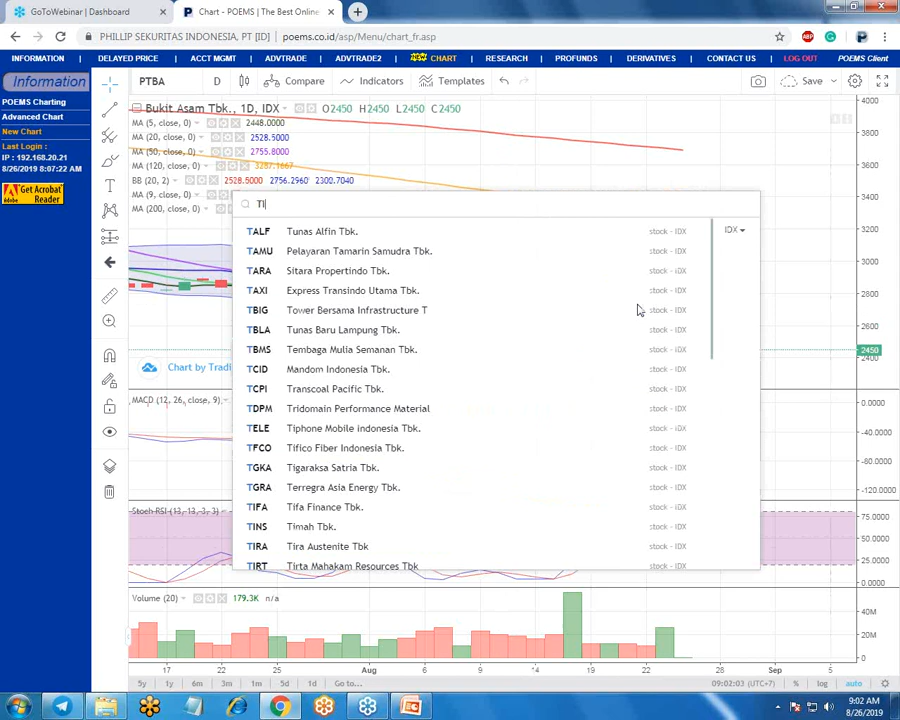 GoToWebinar | Dashboard
Chart - POEMS | The Best Online
PHILLIP SEKURITAS INDONESIA, PT [ID] | poems.co.id/asp/Menu/chart_fr.asp
INFORMATION DELAYED PRICE ACCT MGMT ADVTRADE ADVTRADE2 NEW CHART RESEARCH PROFUNDS DERIVATIVES CONTACT US LOG OUT POEMS Client
Information
POEMS Charting
Advanced Chart
New Chart
Last Login :
IP : 192.168.20.21
8/26/2019 8:07:22 AM
Get Acrobat
Reader
Adobe
PTBA D Compare Indicators Templates Save
Bukit Asam Tbk., 1D, IDX O2450 H2450 L2450 C2450
MA (5, close, 0) 2448.0000
MA (20, close, 0) 2528.5000
MA (50, close, 0) 2755.8000
MA (120, close, 0) 3287.1667
BB (20, 2) 2528.5000 2756.2960 2302.7040
MA (9, close, 0)
MA (200, close, 0)
TI
IDX
TALF Tunas Alfin Tbk. stock - IDX
TAMU Pelayaran Tamarin Samudra Tbk. stock - IDX
TARA Sitara Propertindo Tbk. stock - IDX
TAXI Express Transindo Utama Tbk. stock - IDX
TBIG Tower Bersama Infrastructure T stock - IDX
TBLA Tunas Baru Lampung Tbk. stock - IDX
TBMS Tembaga Mulia Semanan Tbk. stock - IDX
TCID Mandom Indonesia Tbk. stock - IDX
TCPI Transcoal Pacific Tbk. stock - IDX
TDPM Tridomain Performance Material stock - IDX
TELE Tiphone Mobile indonesia Tbk. stock - IDX
TFCO Tifico Fiber Indonesia Tbk. stock - IDX
TGKA Tigaraksa Satria Tbk. stock - IDX
TGRA Terregra Asia Energy Tbk. stock - IDX
TIFA Tifa Finance Tbk. stock - IDX
TINS Timah Tbk. stock - IDX
TIRA Tira Austenite Tbk stock - IDX
TIRT Tirta Mahakam Resources Tbk stock - IDX
4000
3800
3600
3400
3200
3000
2800
2600
2450
2400
Chart by Tradi
MACD (12, 26, close, 9)
0.0000
-40.0000
-80.0000
-120.0000
Stoch RSI (13, 13, 3, 3)
75.0000
50.0000
25.0000
0.0000
Volume (20) 179.3K n/a
40M
20M
0
17 22 25 Aug 6 9 14 19 22 28 Sep 5
5y 1y 6m 3m 1m 5d 1d Go to... 09:02:03 (UTC+7) % log auto
9:02 AM
8/26/2019